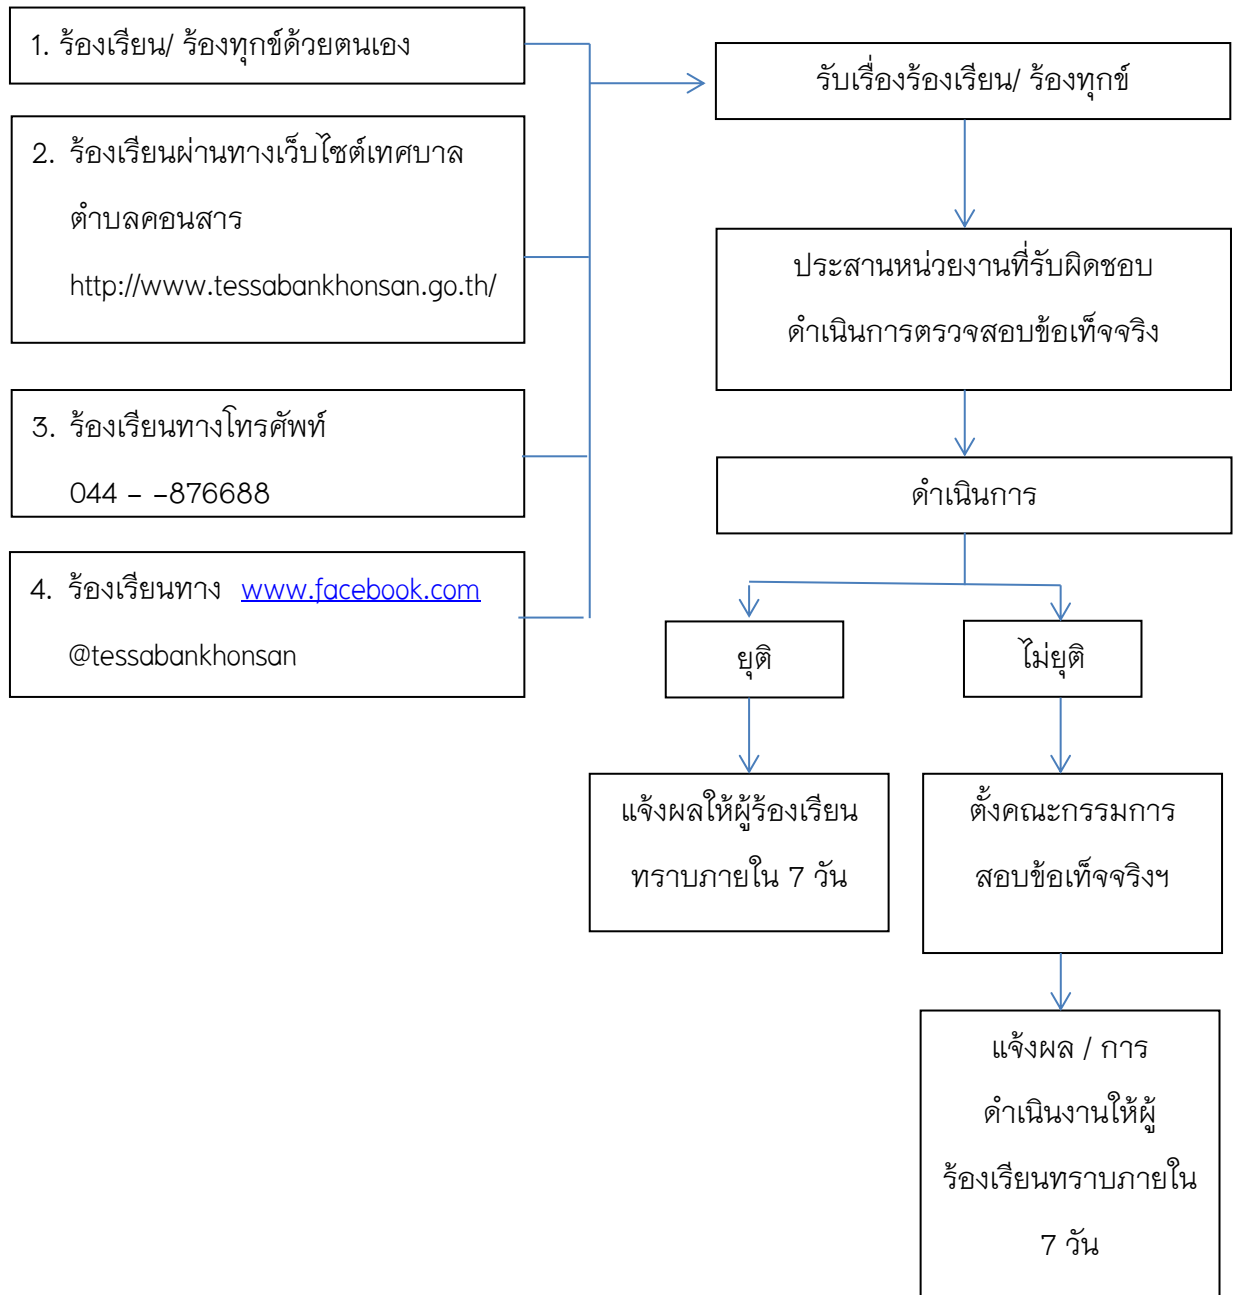 1. ร้องเรียน/ ร้องทุกข์ด้วยตนเอง
2. ร้องเรียนผ่านทางเว็บไซต์เทศบาล
ตำบลคอนสาร
http://www.tessabankhonsan.go.th/
3. ร้องเรียนทางโทรศัพท์
044 – –876688
4. ร้องเรียนทาง www.facebook.com
@tessabankhonsan
รับเรื่องร้องเรียน/ ร้องทุกข์
ประสานหน่วยงานที่รับผิดชอบ
ดำเนินการตรวจสอบข้อเท็จจริง
ดำเนินการ
ยุติ
ไม่ยุติ
แจ้งผลให้ผู้ร้องเรียน
ทราบภายใน 7 วัน
ตั้งคณะกรรมการ
สอบข้อเท็จจริงฯ
แจ้งผล / การ
ดำเนินงานให้ผู้
ร้องเรียนทราบภายใน
7 วัน